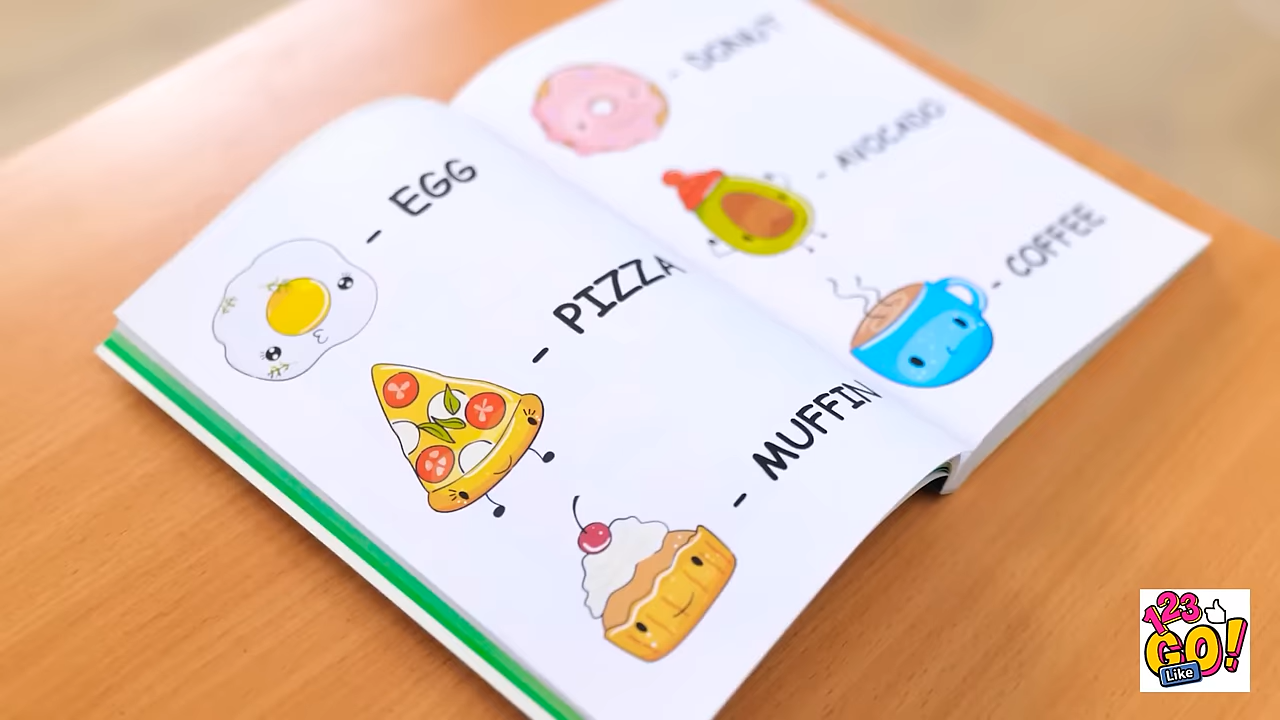 - EGG
- PIZZA
- MUFFIN
- DONUT
- AVOCADO
- COFFEE
123
GO!
Like